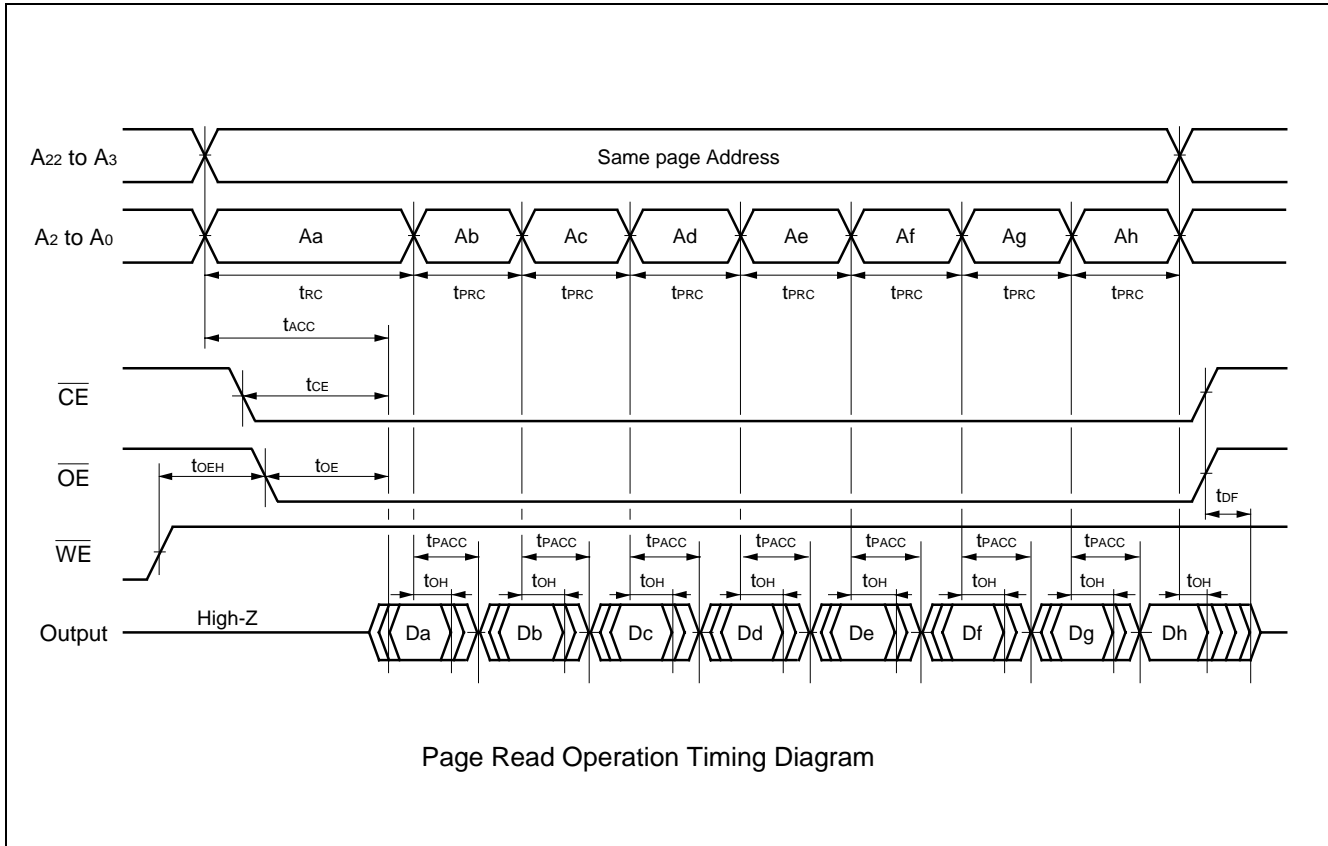 A22 to A3
Same page Address
A2 to A0
Aa Ab Ac Ad Ae Af Ag Ah
tRC tPRC tPRC tPRC tPRC tPRC tPRC tPRC
tACC
CE
tCE
OE
tOEH tOE
tDF
WE
tPACC tPACC tPACC tPACC tPACC tPACC tPACC
tOH tOH tOH tOH tOH tOH tOH tOH
Output
High-Z
Da Db Dc Dd De Df Dg Dh
Page Read Operation Timing Diagram